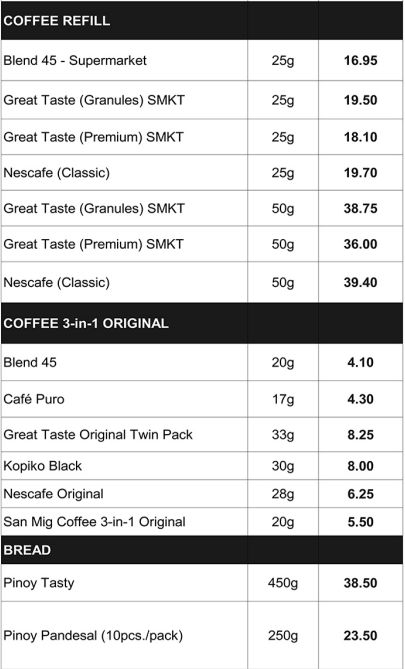 COFFEE REFILL
Blend 45 - Supermarket 25g 16.95
Great Taste (Granules) SMKT 25g 19.50
Great Taste (Premium) SMKT 25g 18.10
Nescafe (Classic) 25g 19.70
Great Taste (Granules) SMKT 50g 38.75
Great Taste (Premium) SMKT 50g 36.00
Nescafe (Classic) 50g 39.40
COFFEE 3-in-1 ORIGINAL
Blend 45 20g 4.10
Café Puro 17g 4.30
Great Taste Original Twin Pack 33g 8.25
Kopiko Black 30g 8.00
Nescafe Original 28g 6.25
San Mig Coffee 3-in-1 Original 20g 5.50
BREAD
Pinoy Tasty 450g 38.50
Pinoy Pandesal (10pcs./pack) 250g 23.50